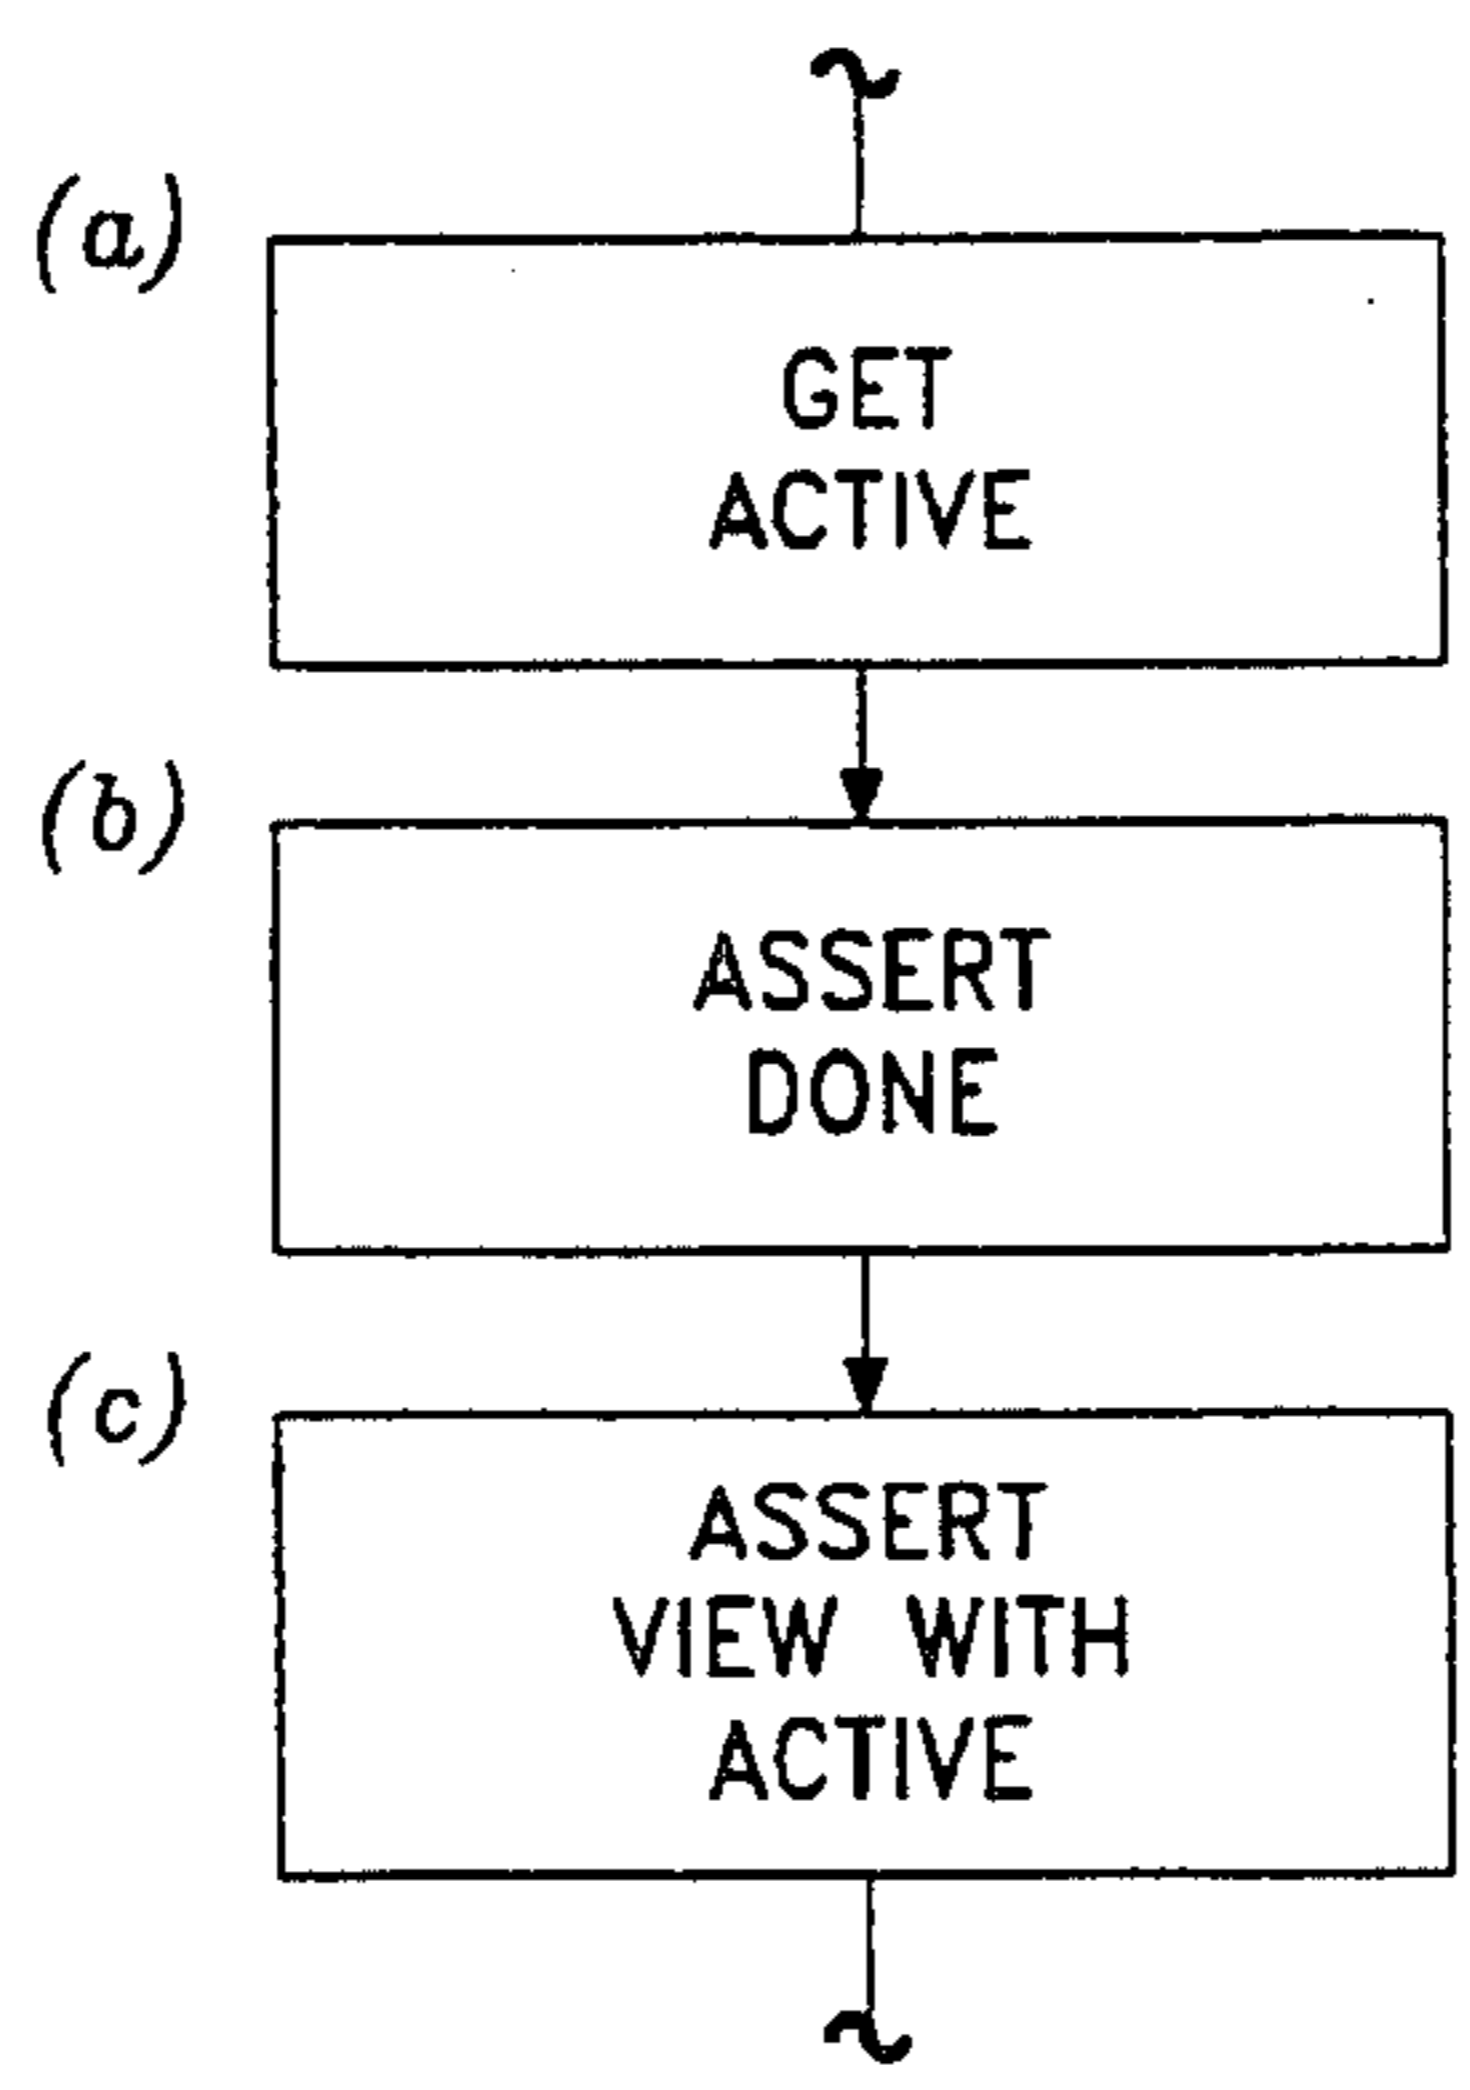 (a)
GET
ACTIVE
(b)
ASSERT
DONE
(c)
ASSERT
VIEW WITH
ACTIVE